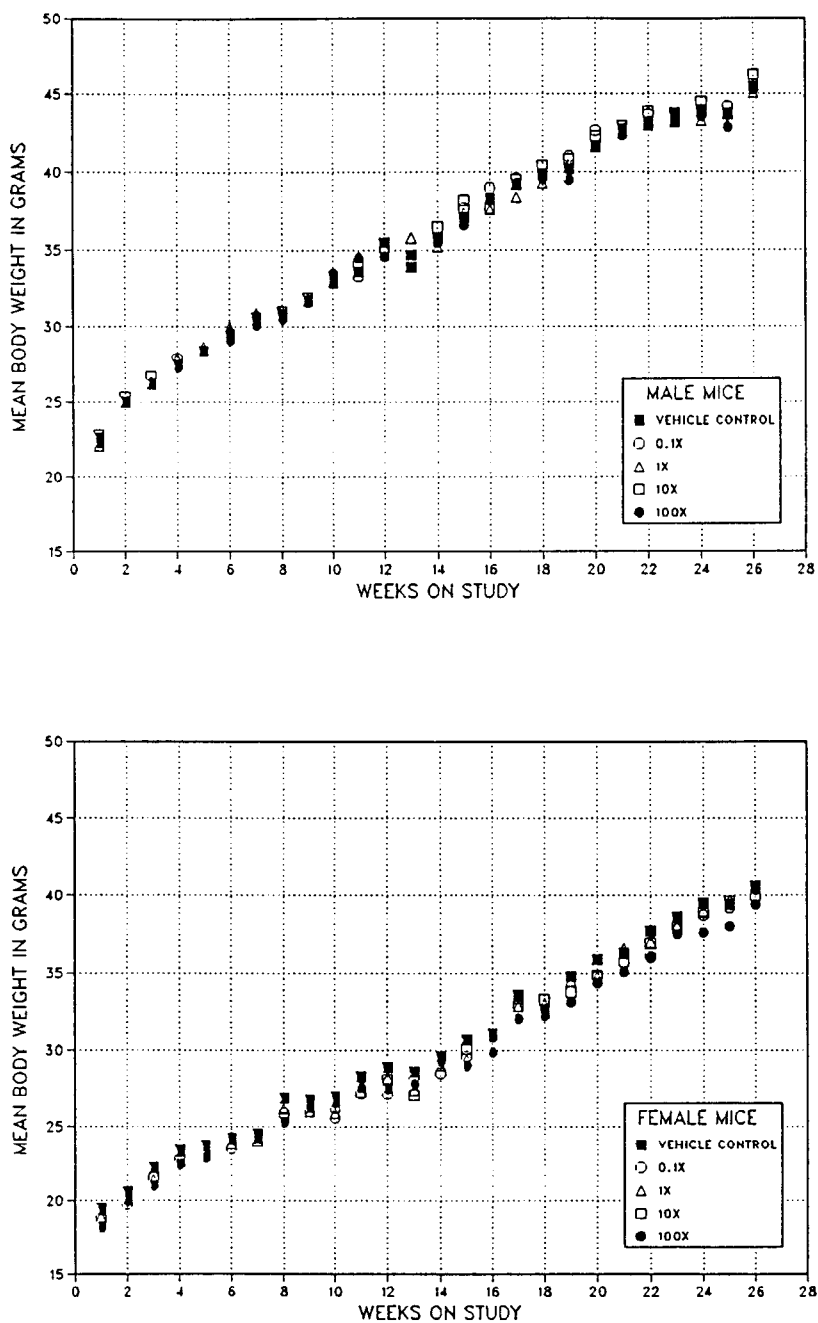 50
45
40
35
30
25
20
15
MEAN BODY WEIGHT IN GRAMS
0 2 4 6 8 10 12 14 16 18 20 22 24 26 28
WEEKS ON STUDY
MALE MICE
VEHICLE CONTROL
0.1X
1X
10X
100X
50
45
40
35
30
25
20
15
MEAN BODY WEIGHT IN GRAMS
0 2 4 6 8 10 12 14 16 18 20 22 24 26 28
WEEKS ON STUDY
FEMALE MICE
VEHICLE CONTROL
0.1X
1X
10X
100X